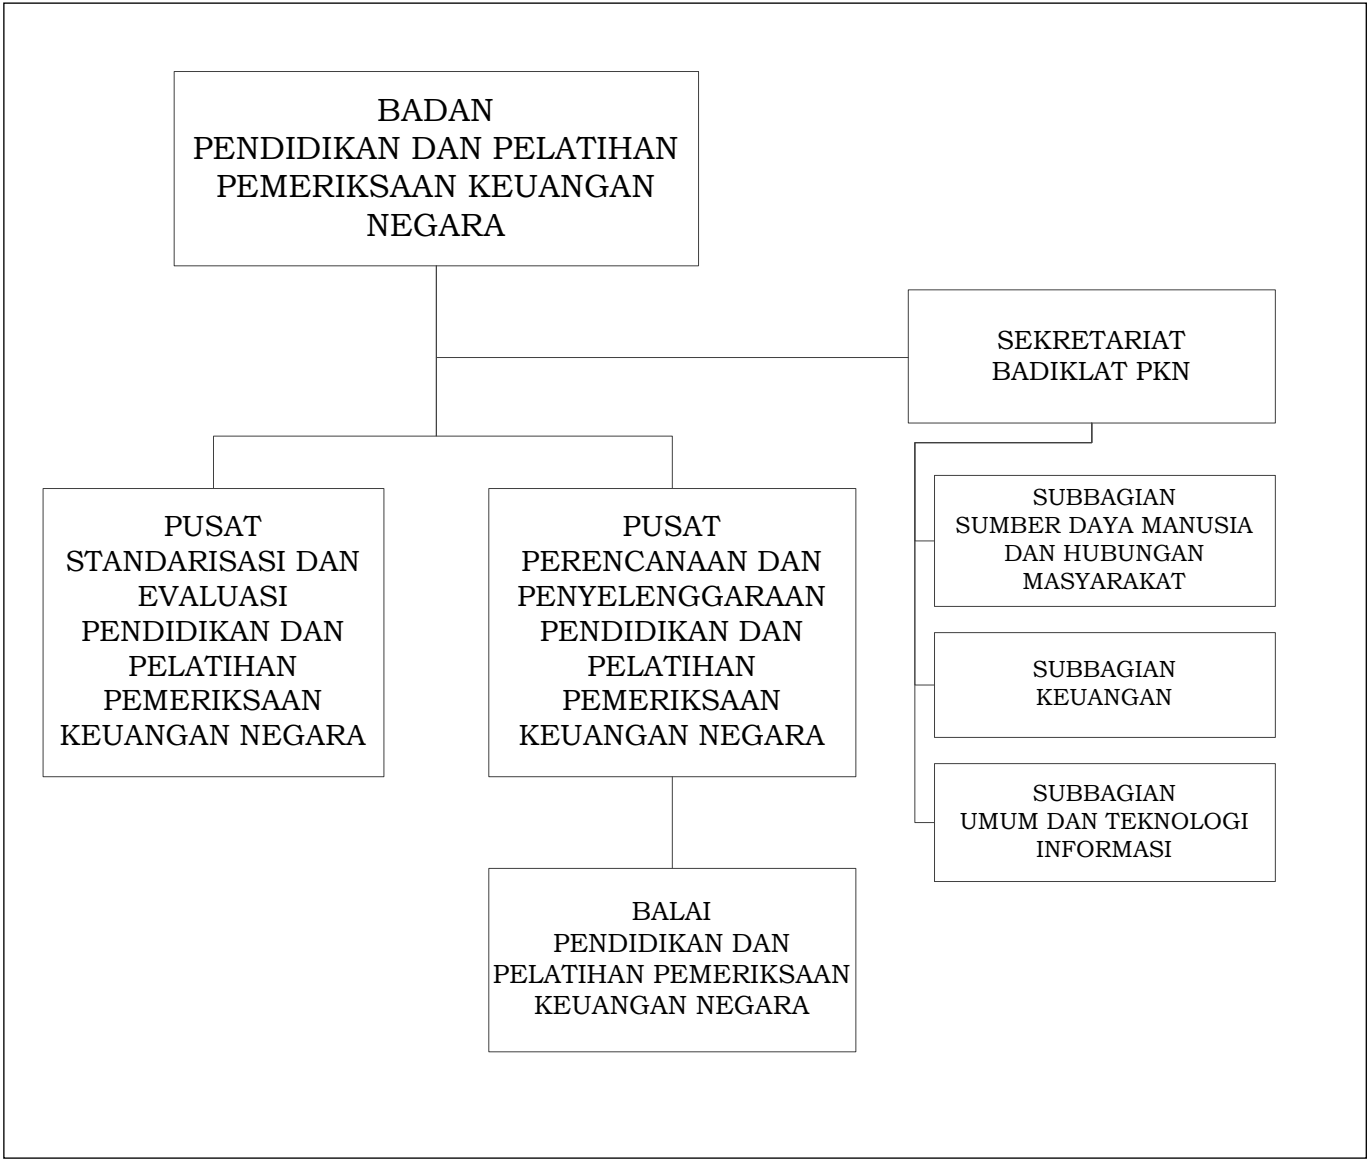 BADAN
PENDIDIKAN DAN PELATIHAN
PEMERIKSAAN KEUANGAN
NEGARA
SEKRETARIAT
BADIKLAT PKN
PUSAT
STANDARISASI DAN
EVALUASI
PENDIDIKAN DAN
PELATIHAN
PEMERIKSAAN
KEUANGAN NEGARA
PUSAT
PERENCANAAN DAN
PENYELENGGARAAN
PENDIDIKAN DAN
PELATIHAN
PEMERIKSAAN
KEUANGAN NEGARA
SUBBAGIAN
SUMBER DAYA MANUSIA
DAN HUBUNGAN
MASYARAKAT
SUBBAGIAN
KEUANGAN
SUBBAGIAN
UMUM DAN TEKNOLOGI
INFORMASI
BALAI
PENDIDIKAN DAN
PELATIHAN PEMERIKSAAN
KEUANGAN NEGARA